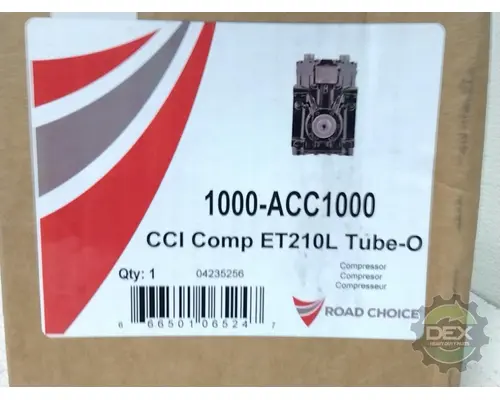 1000-ACC1000
CCI Comp ET210L Tube-O
Compressor
Compresor
Compresseur
Qty: 1
04235256
6 66501 06524 7
ROAD CHOICE
DEX